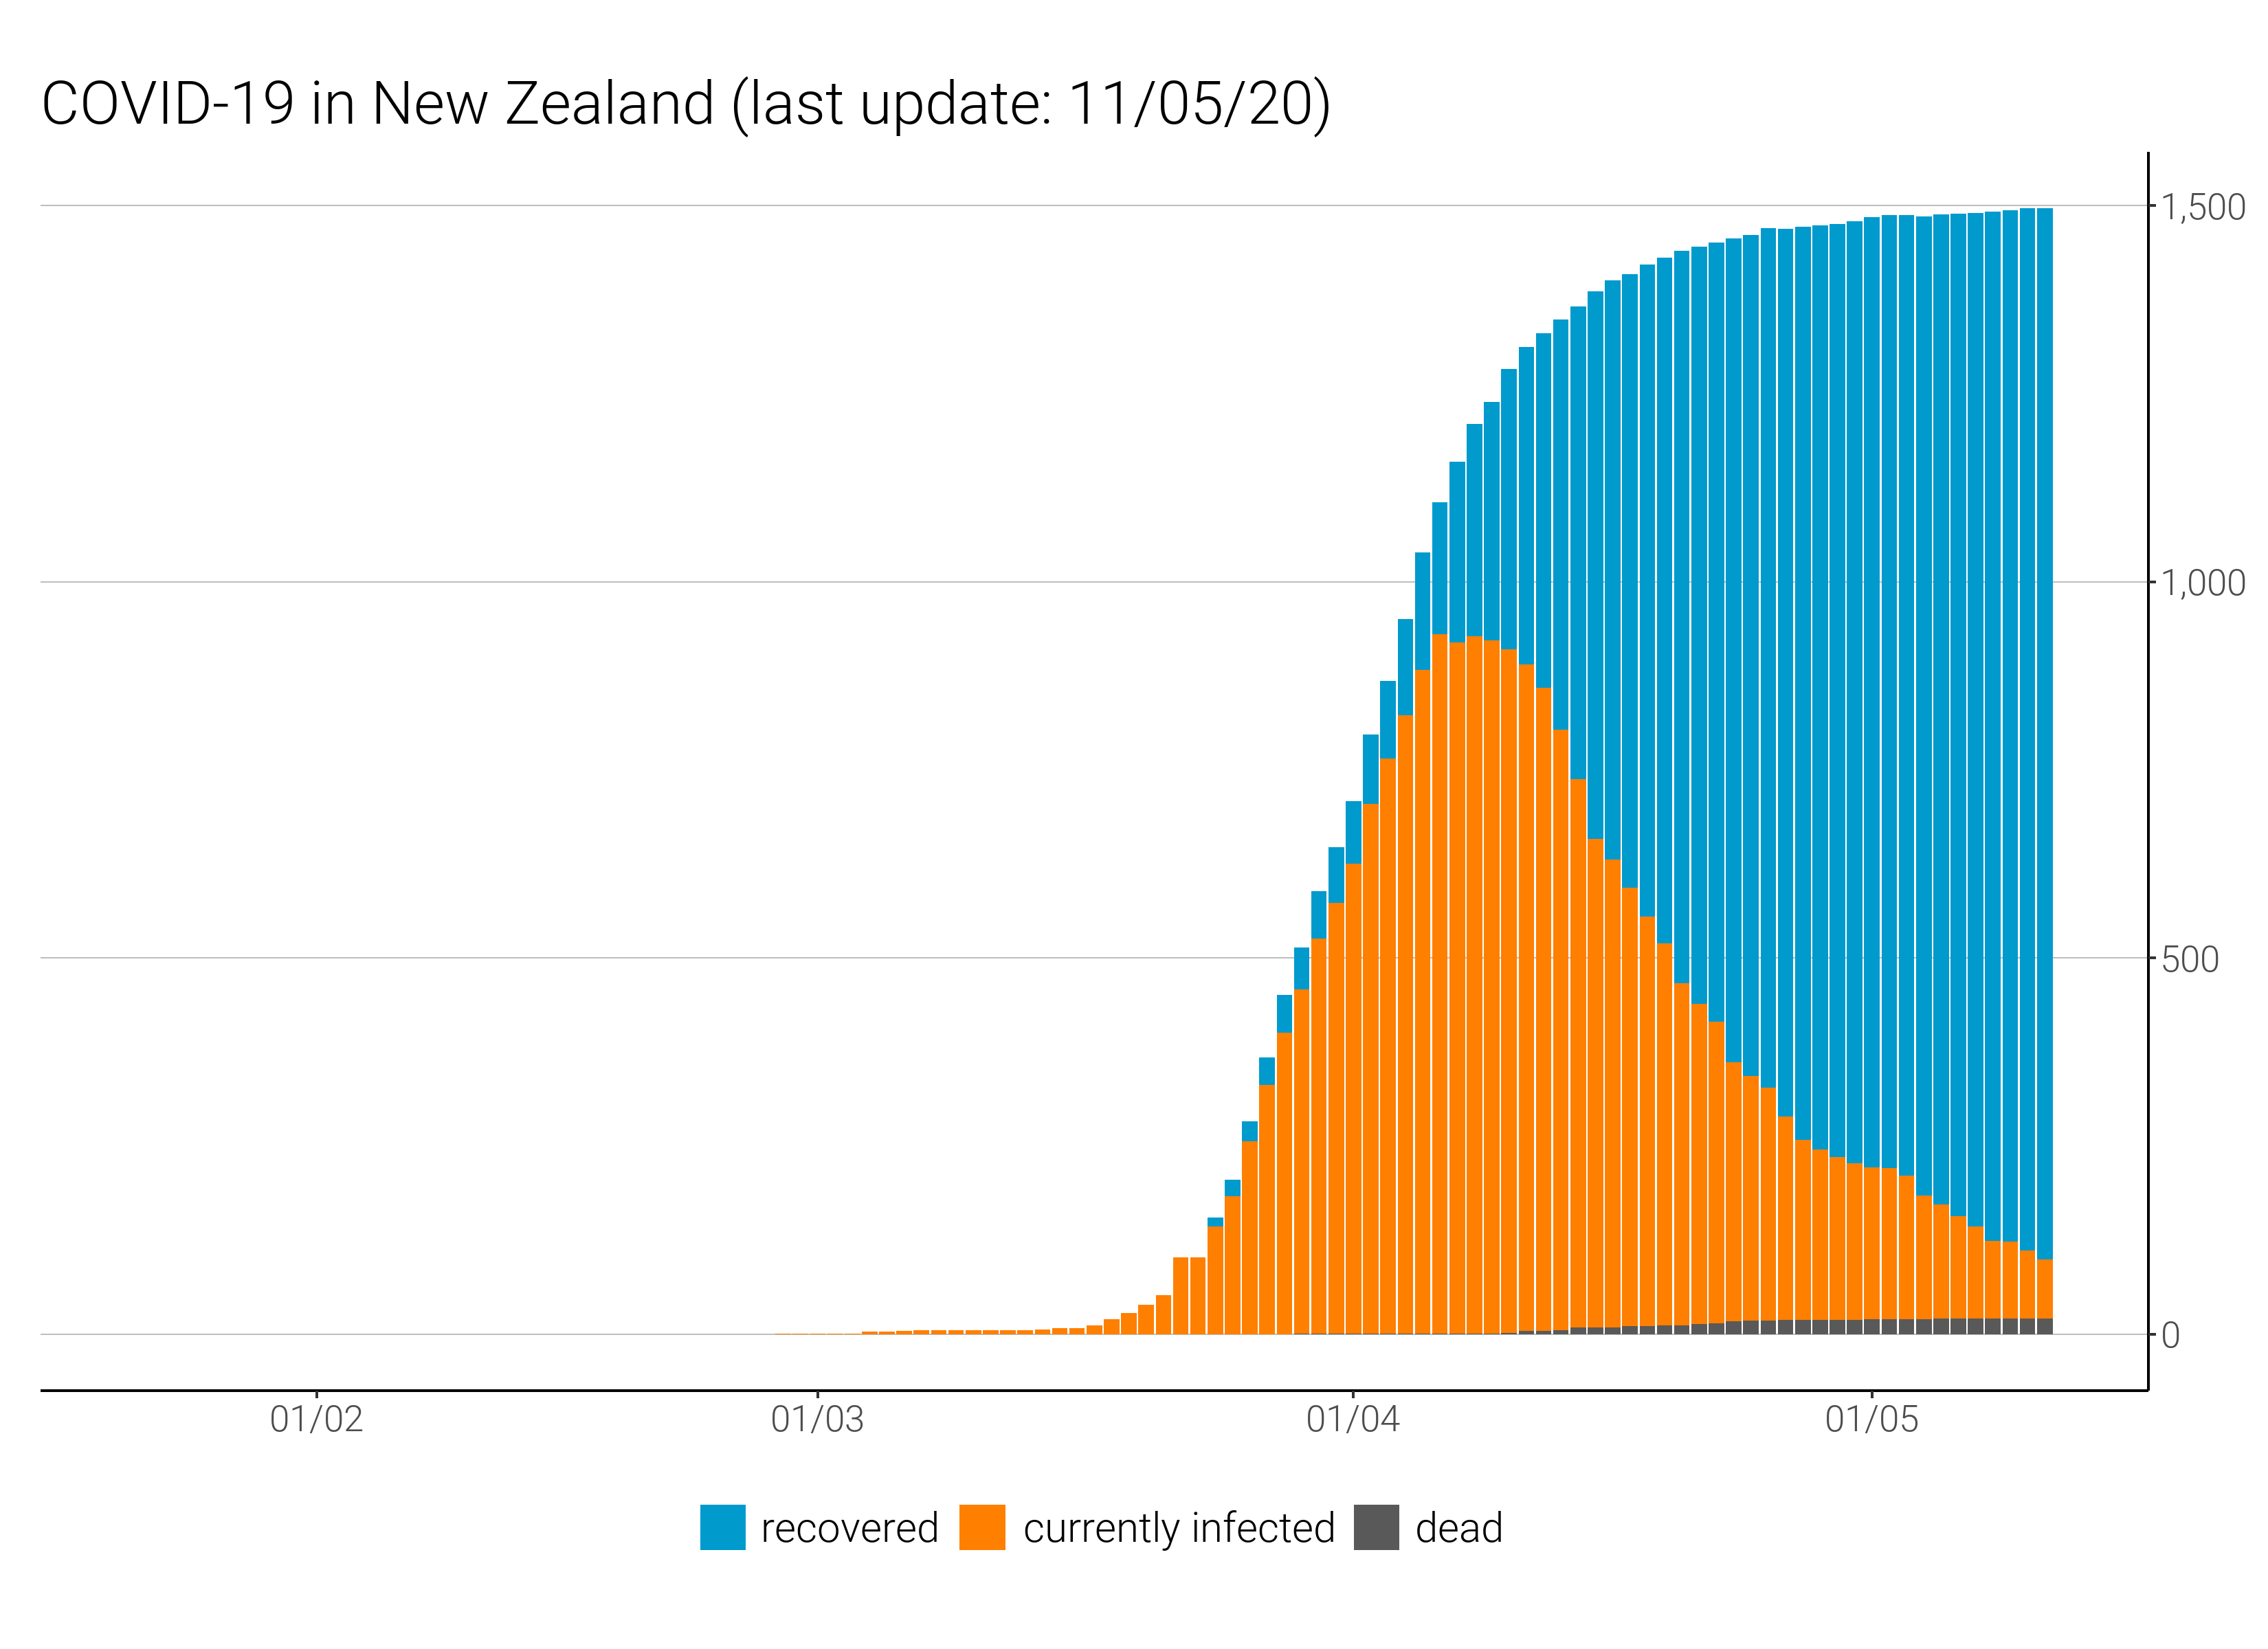 COVID-19 in New Zealand (last update: 11/05/20)
1,500
1,000
500
0
01/02 01/03 01/04 01/05
recovered currently infected dead